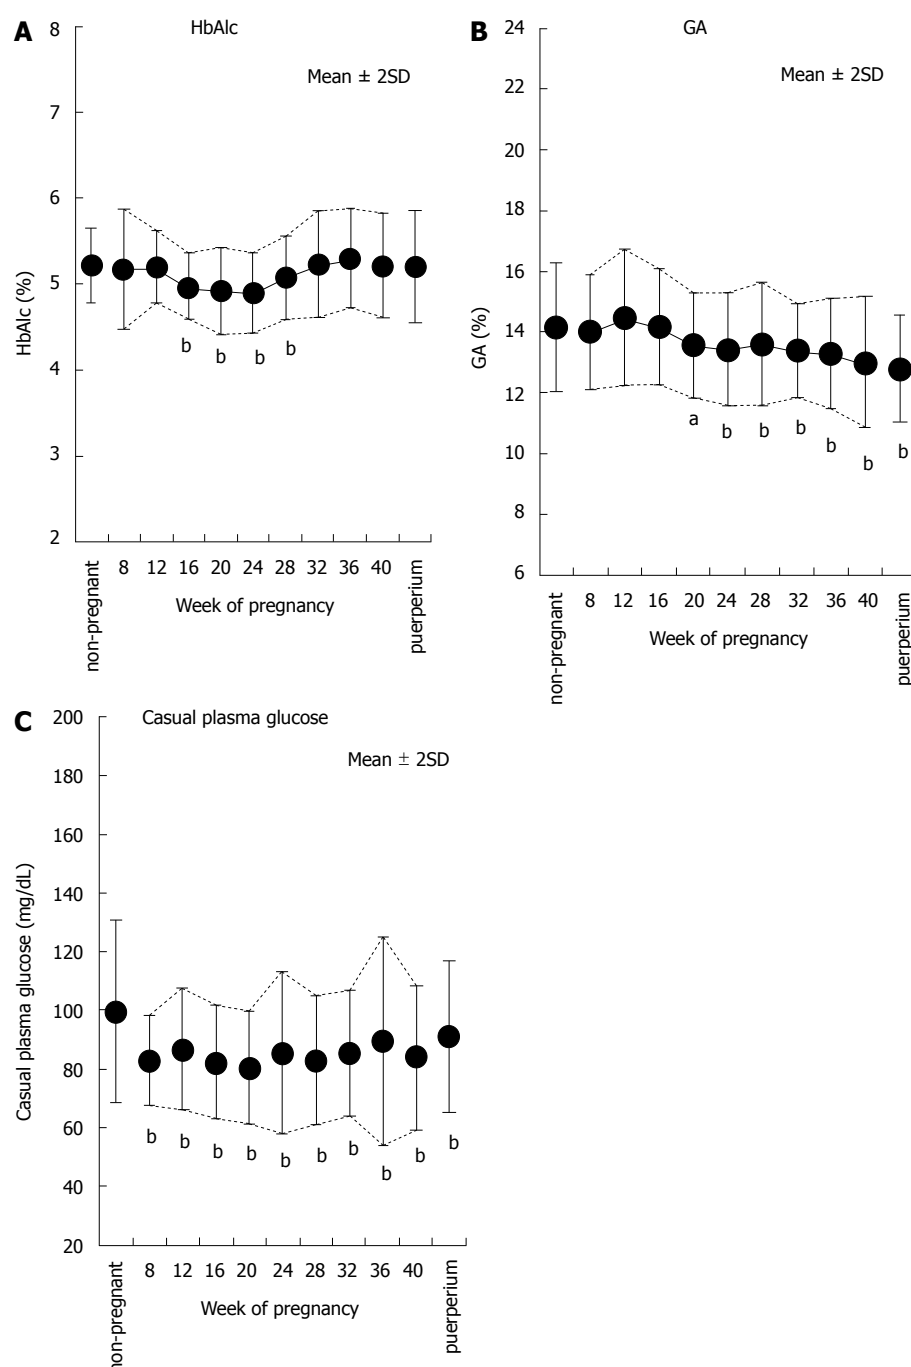 A
HbAlc
Mean ± 2SD
8
7
6
5
4
3
2
HbAlc (%)
b b b b
non-pregnant 8 12 16 20 24 28 32 36 40 puerperium
Week of pregnancy
B
GA
Mean ± 2SD
24
22
20
18
16
14
12
10
8
6
GA (%)
a b b b b b b
non-pregnant 8 12 16 20 24 28 32 36 40 puerperium
Week of pregnancy
C
Casual plasma glucose
Mean ± 2SD
200
180
160
140
120
100
80
60
40
20
Casual plasma glucose (mg/dL)
b b b b b b b b b b
non-pregnant 8 12 16 20 24 28 32 36 40 puerperium
Week of pregnancy